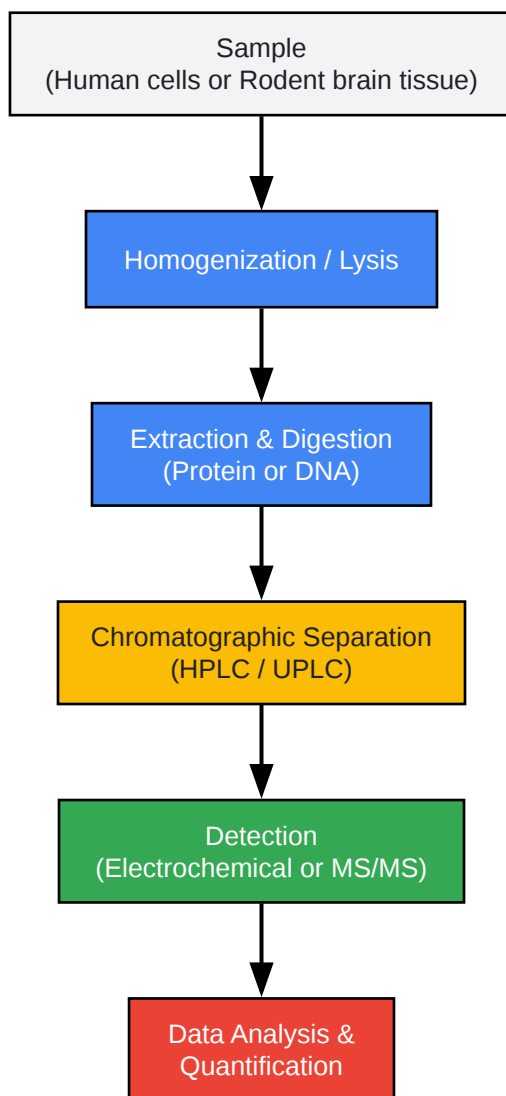 Sample
(Human cells or Rodent brain tissue)
Homogenization / Lysis
Extraction & Digestion
(Protein or DNA)
Chromatographic Separation
(HPLC / UPLC)
Detection
(Electrochemical or MS/MS)
Data Analysis &
Quantification